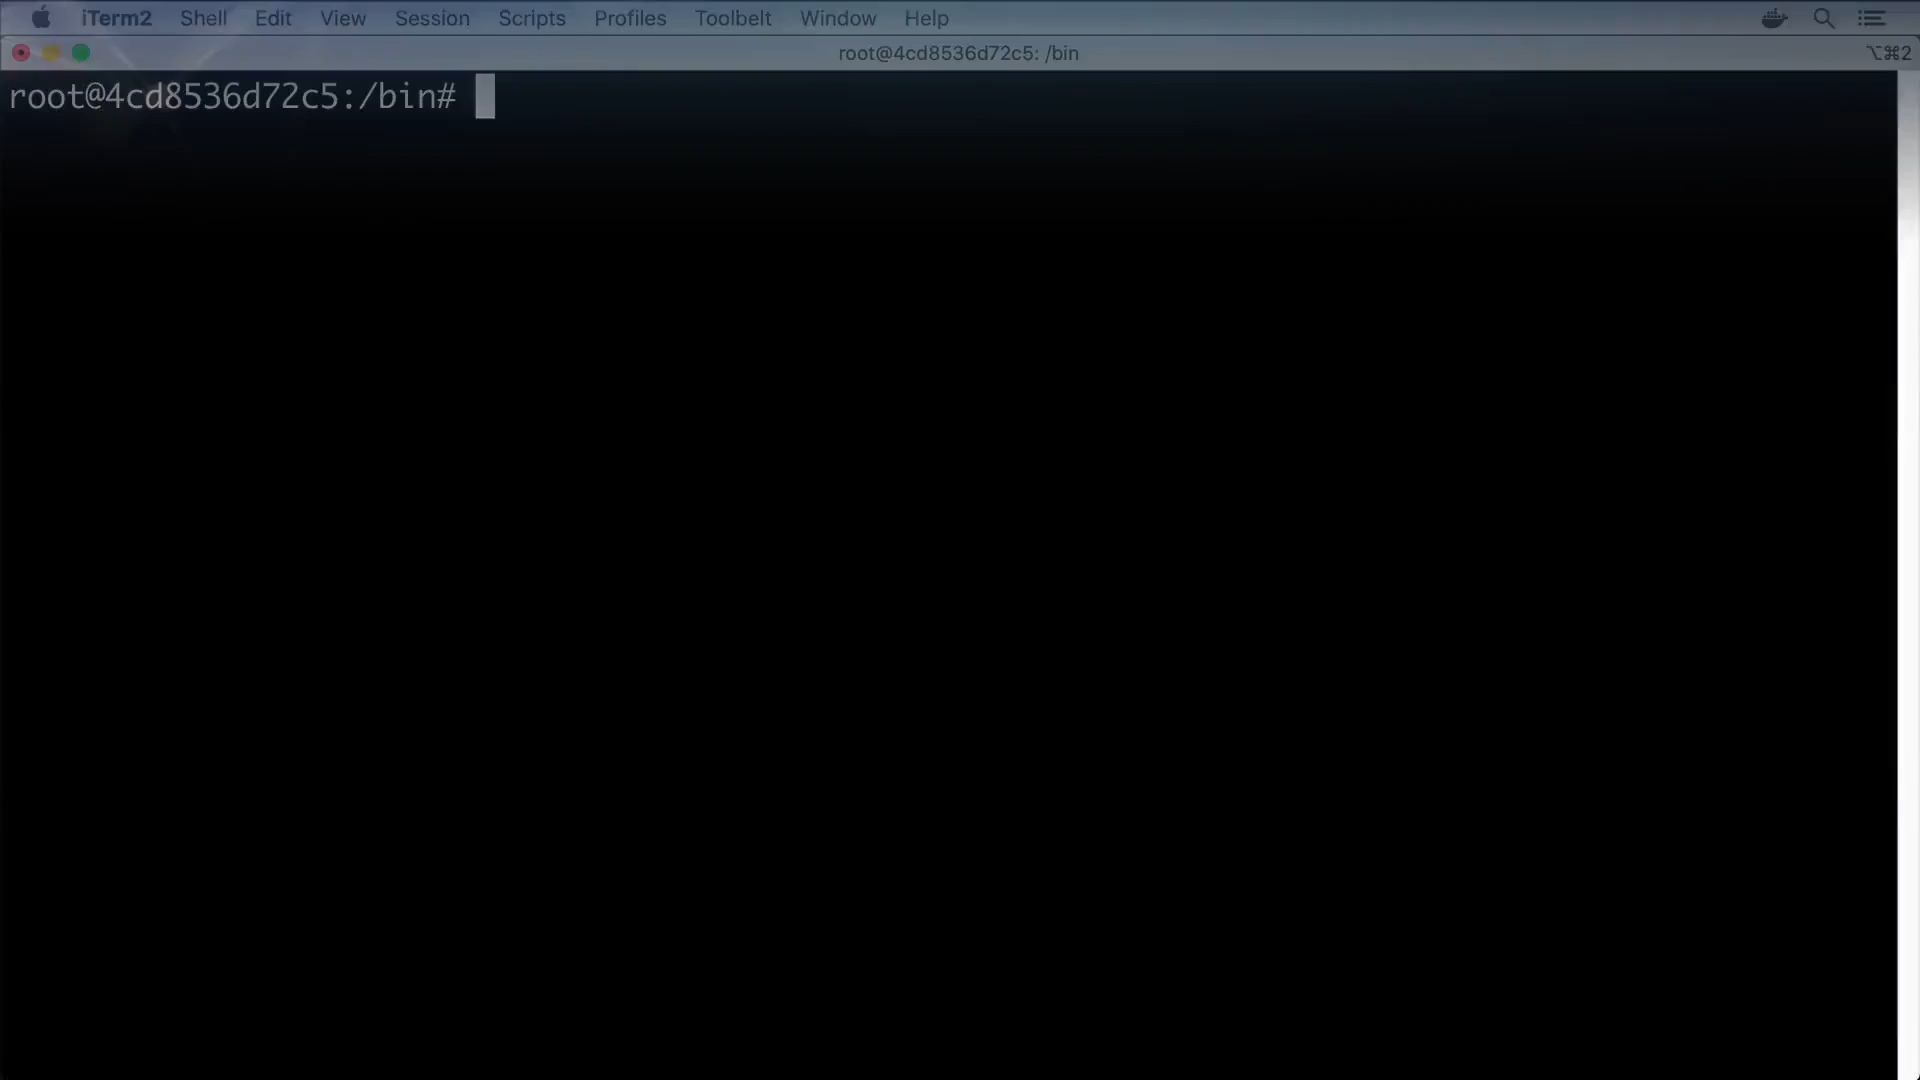 iTerm2 Shell Edit View Session Scripts Profiles Toolbelt Window Help
root@4cd8536d72c5: /bin ⌥⌘2
root@4cd8536d72c5:/bin#